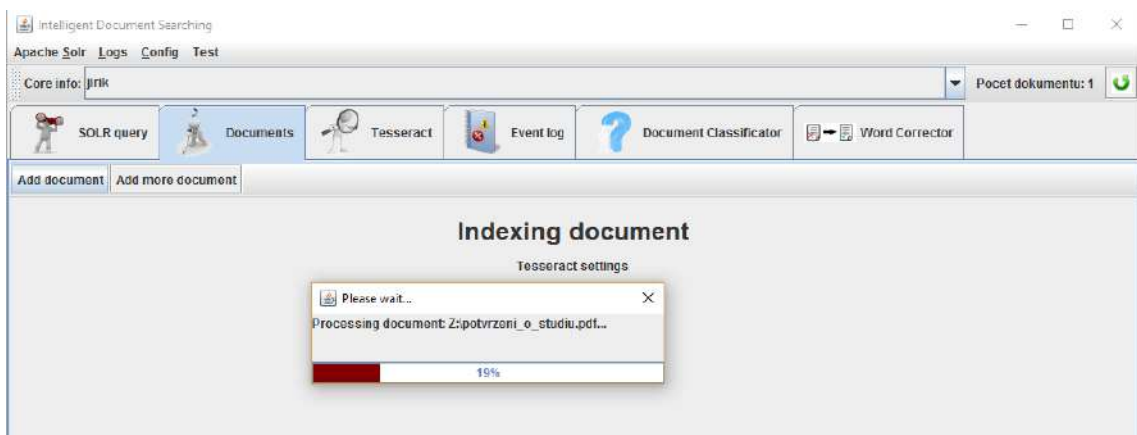 Intelligent Document Searching
Apache Solr Logs Config Test
Core info: jirik Pocet dokumentu: 1
SOLR query Documents Tesseract Event log Document Classificator Word Corrector
Add document Add more document
Indexing document
Tesseract settings
Please wait...
Processing document: Z:\potvrzeni_o_studiu.pdf...
19%